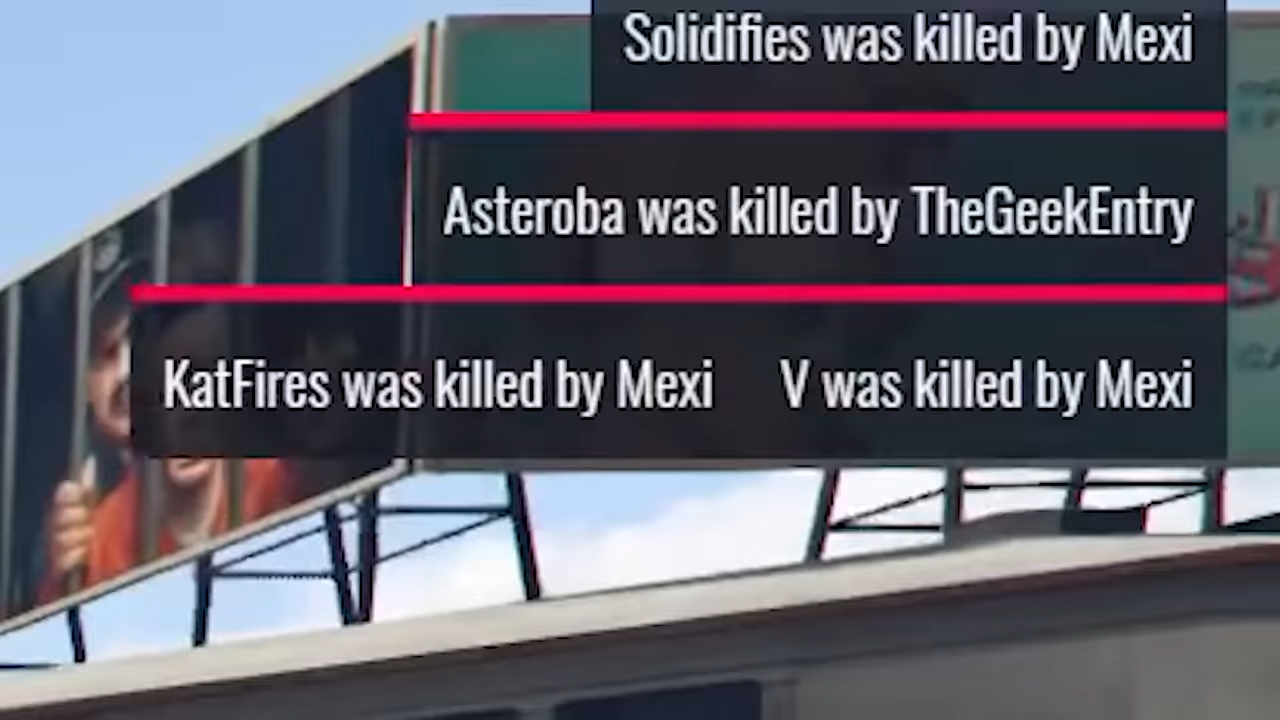 Solidifies was killed by Mexi
Asteroba was killed by TheGeekEntry
KatFires was killed by Mexi V was killed by Mexi